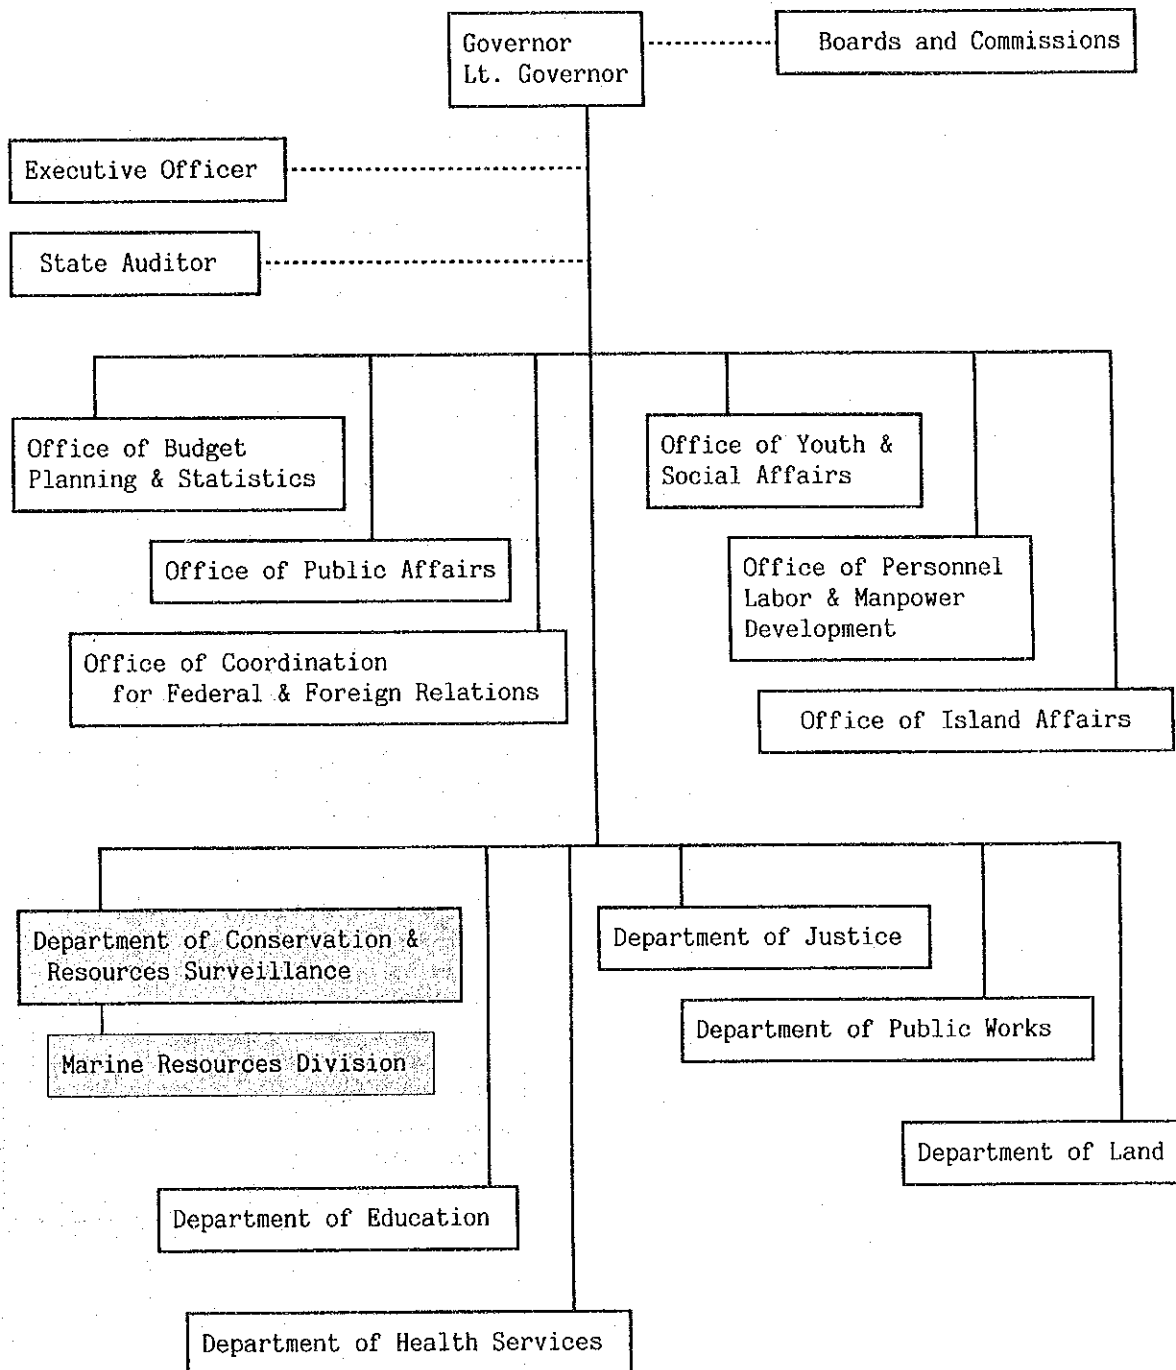 Governor
Lt. Governor
Boards and Commissions
Executive Officer
State Auditor
Office of Budget
Planning & Statistics
Office of Youth &
Social Affairs
Office of Public Affairs
Office of Personnel
Labor & Manpower
Development
Office of Coordination
for Federal & Foreign Relations
Office of Island Affairs
Department of Conservation &
Resources Surveillance
Department of Justice
Marine Resources Division
Department of Public Works
Department of Land
Department of Education
Department of Health Services